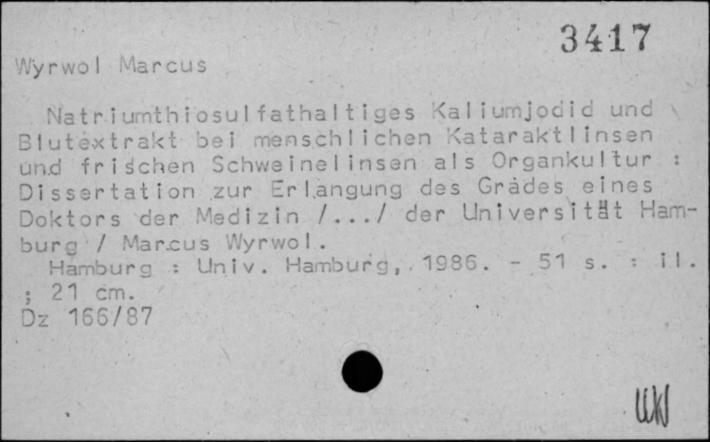 3417
Wyrwol Marcus
Natriumthiosulfathaltiges Kaliumjodid und
Blutextrakt bei menschlichen Kataraktlinsen
und frischen Schweinelinsen als Organkultur :
Dissertation zur Erlangung des Grades eines
Doktors der Medizin /.../ der Universität Ham-
burg / Marcus Wyrwol.
Hamburg : Univ. Hamburg, 1986. - 51 s. : il.
; 21 cm.
Dz 166/87